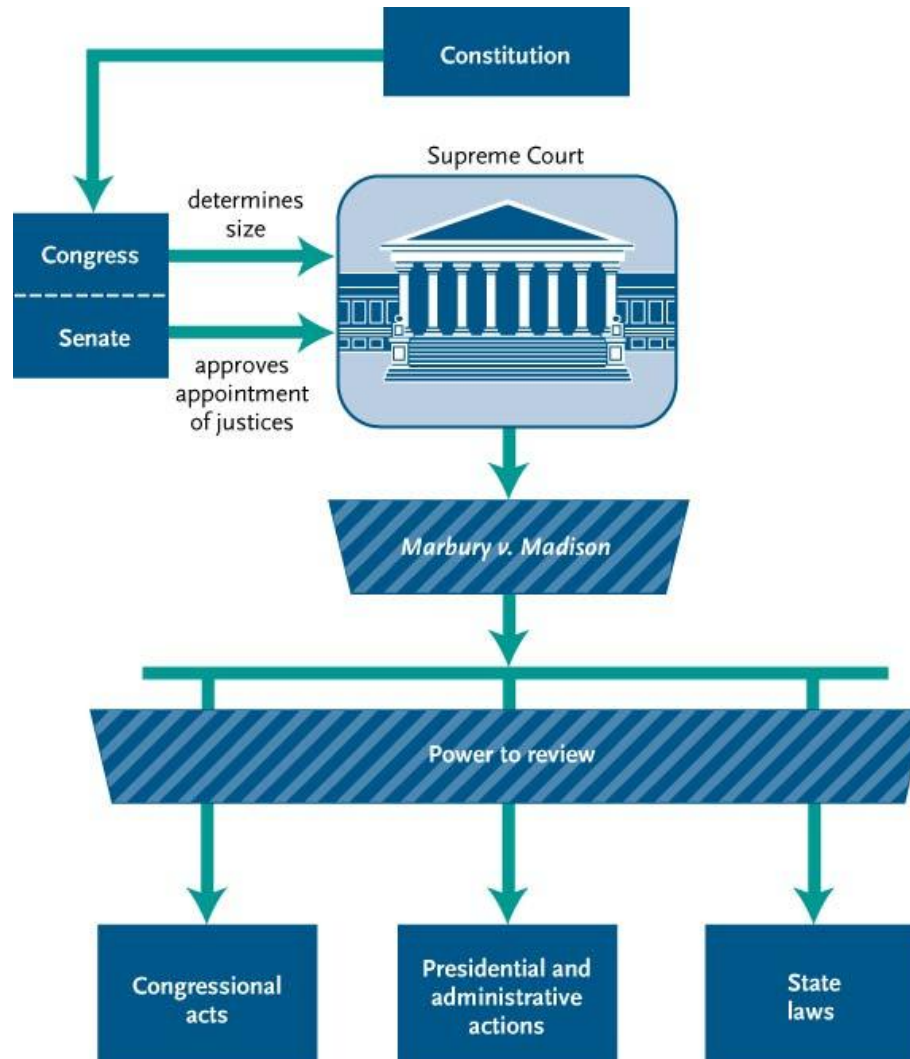 Constitution
Supreme Court
determines
size
Congress
Senate
approves
appointment
of justices
Marbury v. Madison
Power to review
Congressional
acts
Presidential and
administrative
actions
State
laws